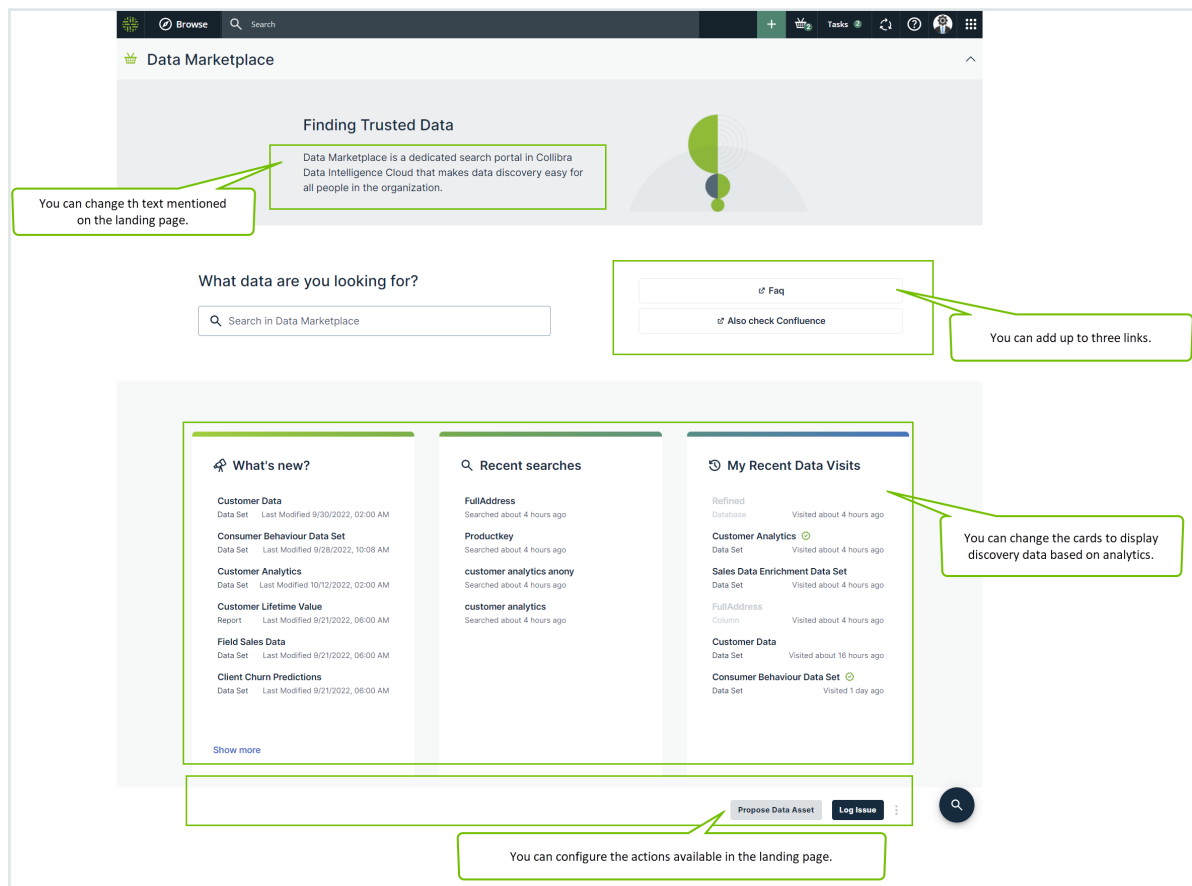 Browse
Search
2
Tasks 2
Data Marketplace
Finding Trusted Data
Data Marketplace is a dedicated search portal in Collibra
Data Intelligence Cloud that makes data discovery easy for
all people in the organization.
You can change th text mentioned
on the landing page.
What data are you looking for?
Search in Data Marketplace
Faq
Also check Confluence
You can add up to three links.
What's new?
Customer Data
Data Set Last Modified 9/30/2022, 02:00 AM
Consumer Behaviour Data Set
Data Set Last Modified 9/28/2022, 10:08 AM
Customer Analytics
Data Set Last Modified 10/12/2022, 02:00 AM
Customer Lifetime Value
Report Last Modified 9/21/2022, 06:00 AM
Field Sales Data
Data Set Last Modified 9/21/2022, 06:00 AM
Client Churn Predictions
Data Set Last Modified 9/21/2022, 06:00 AM
Show more
Recent searches
FullAddress
Searched about 4 hours ago
Productkey
Searched about 4 hours ago
customer analytics anony
Searched about 4 hours ago
customer analytics
Searched about 4 hours ago
My Recent Data Visits
Refined
Database Visited about 4 hours ago
Customer Analytics
Data Set Visited about 4 hours ago
Sales Data Enrichment Data Set
Data Set Visited about 4 hours ago
FullAddress
Column Visited about 4 hours ago
Customer Data
Data Set Visited about 16 hours ago
Consumer Behaviour Data Set
Data Set Visited 1 day ago
You can change the cards to display
discovery data based on analytics.
Propose Data Asset
Log Issue
You can configure the actions available in the landing page.